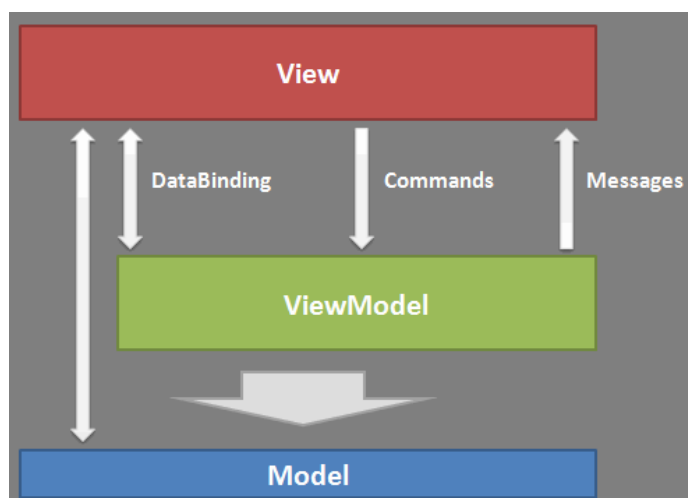 View
DataBinding
Commands
Messages
ViewModel
Model